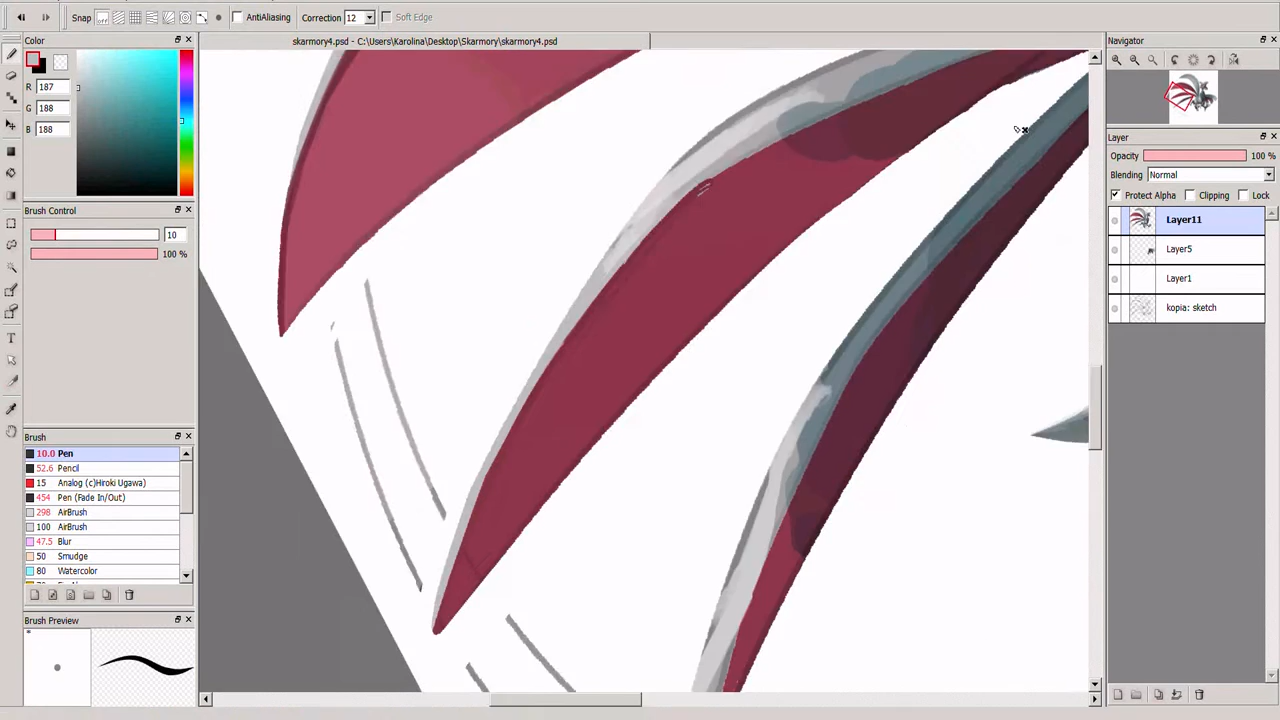 Snap
AntiAliasing
Correction 12
Soft Edge
Color
skarmory4.psd - C:\Users\Karolina\Desktop\Skarmory\skarmory4.psd
Navigator
R 187
G 188
B 188
Layer
Opacity 100 %
Blending Normal
Protect Alpha Clipping Lock
Brush Control
Layer11
10
Layer5
100 %
Layer1
kopia: sketch
Brush
10.0 Pen
52.6 Pencil
15 Analog (c)Hiroki Ugawa)
454 Pen (Fade In/Out)
298 AirBrush
100 AirBrush
47.5 Blur
50 Smudge
80 Watercolor
Brush Preview